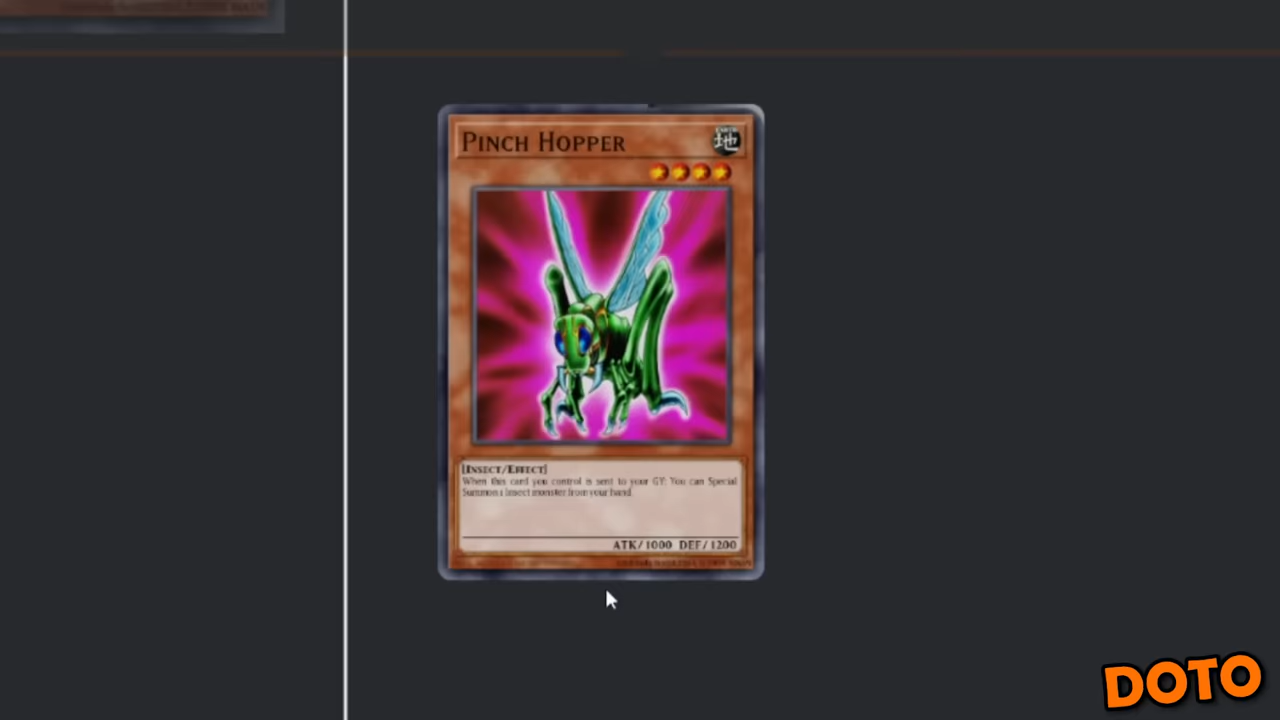 PINCH HOPPER
EARTH
地
[INSECT/EFFECT]
When this card you control is sent to your GY: You can Special
Summon 1 Insect monster from your hand.
ATK/1000 DEF/1200
DOTO